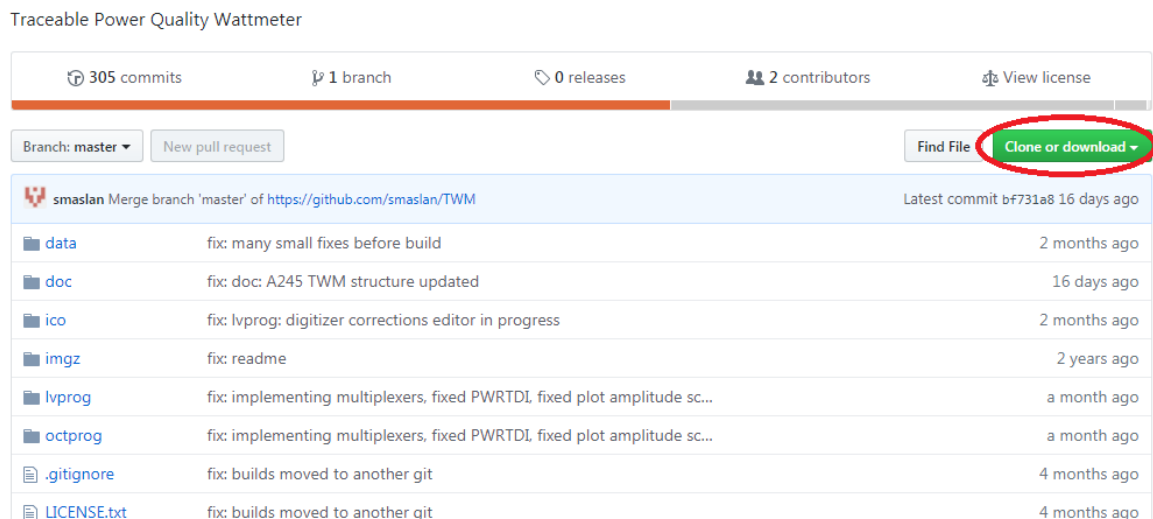 Traceable Power Quality Wattmeter
305 commits 1 branch 0 releases 2 contributors View license
Branch: master New pull request Find File Clone or download
smaslan Merge branch 'master' of https://github.com/smaslan/TWM Latest commit bf731a8 16 days ago
data fix: many small fixes before build 2 months ago
doc fix: doc: A245 TWM structure updated 16 days ago
ico fix: lvprog: digitizer corrections editor in progress 2 months ago
imgz fix: readme 2 years ago
lvprog fix: implementing multiplexers, fixed PWRTDI, fixed plot amplitude sc... a month ago
octprog fix: implementing multiplexers, fixed PWRTDI, fixed plot amplitude sc... a month ago
.gitignore fix: builds moved to another git 4 months ago
LICENSE.txt fix: builds moved to another git 4 months ago